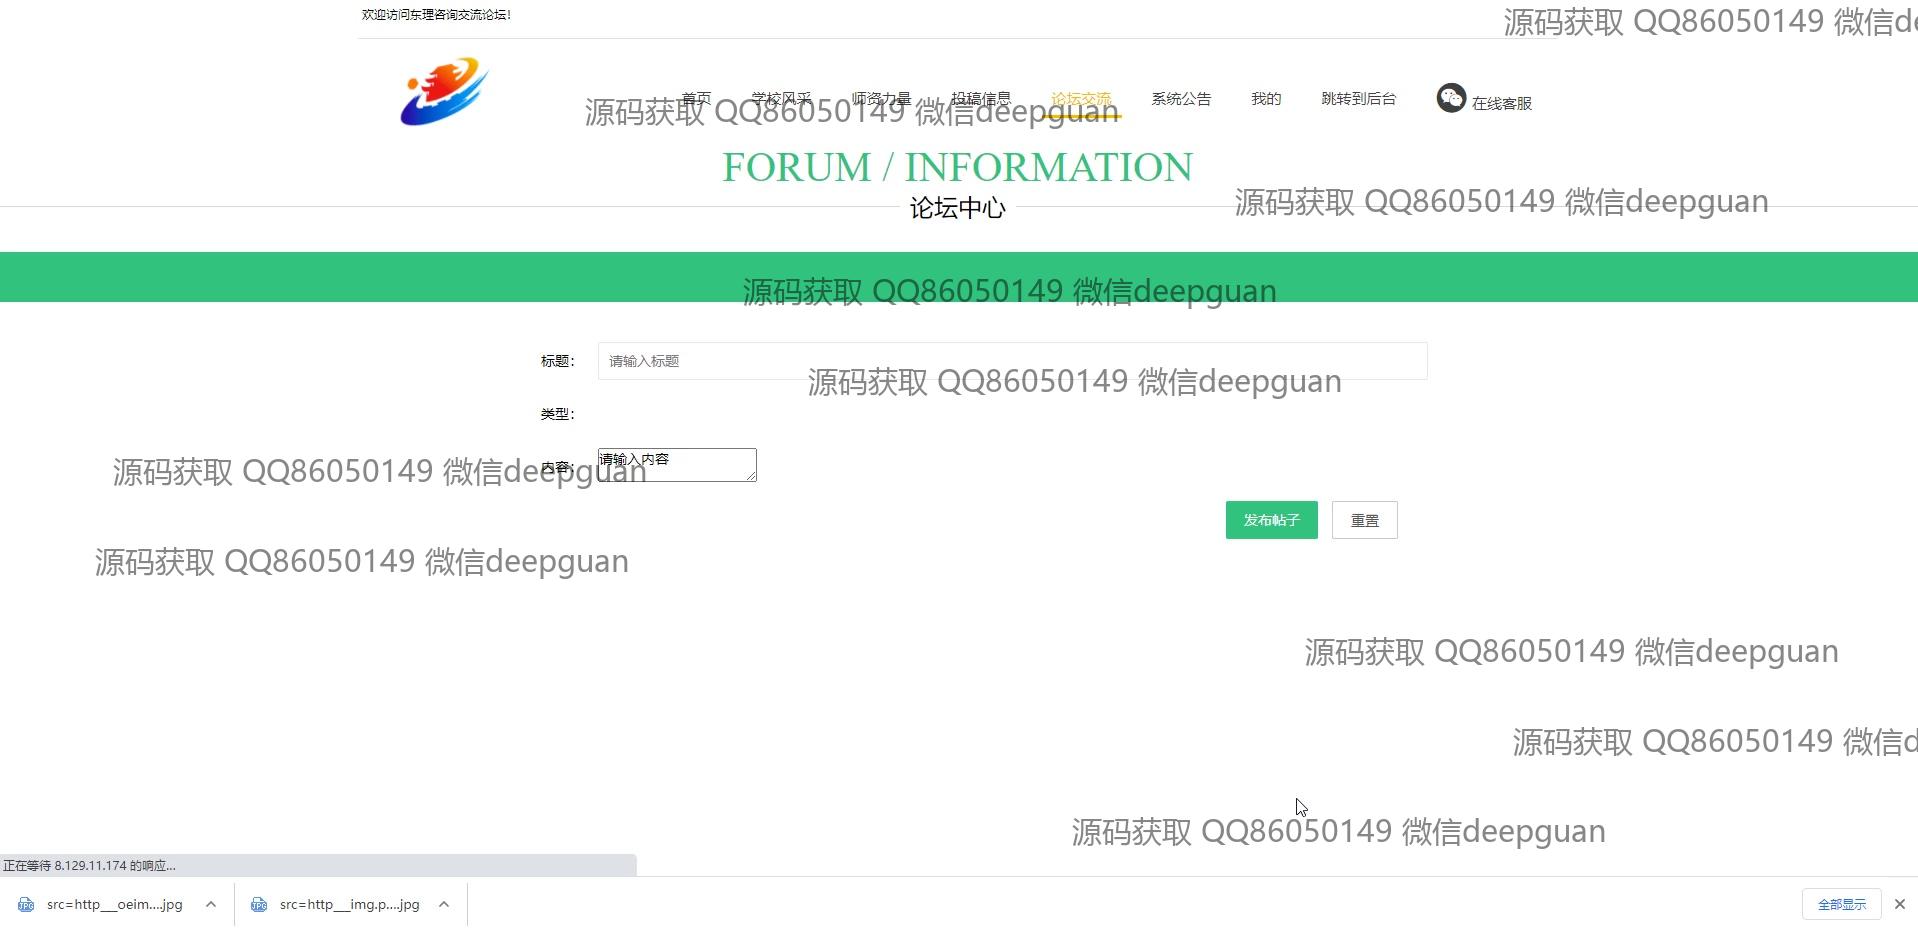 欢迎访问东理咨询交流论坛!
源码获取 QQ86050149 微信de
首页 学校风采 师资力量 投稿信息 论坛交流 系统公告 我的 跳转到后台 在线客服
源码获取 QQ86050149 微信deepguan
FORUM / INFORMATION
论坛中心
源码获取 QQ86050149 微信deepguan
源码获取 QQ86050149 微信deepguan
标题： 请输入标题
源码获取 QQ86050149 微信deepguan
类型：
内容： 请输入内容
源码获取 QQ86050149 微信deepguan
发布帖子 重置
源码获取 QQ86050149 微信deepguan
源码获取 QQ86050149 微信deepguan
源码获取 QQ86050149 微信d
源码获取 QQ86050149 微信deepguan
正在等待 8.129.11.174 的响应...
src=http___oeim....jpg src=http___img.p....jpg 全部显示